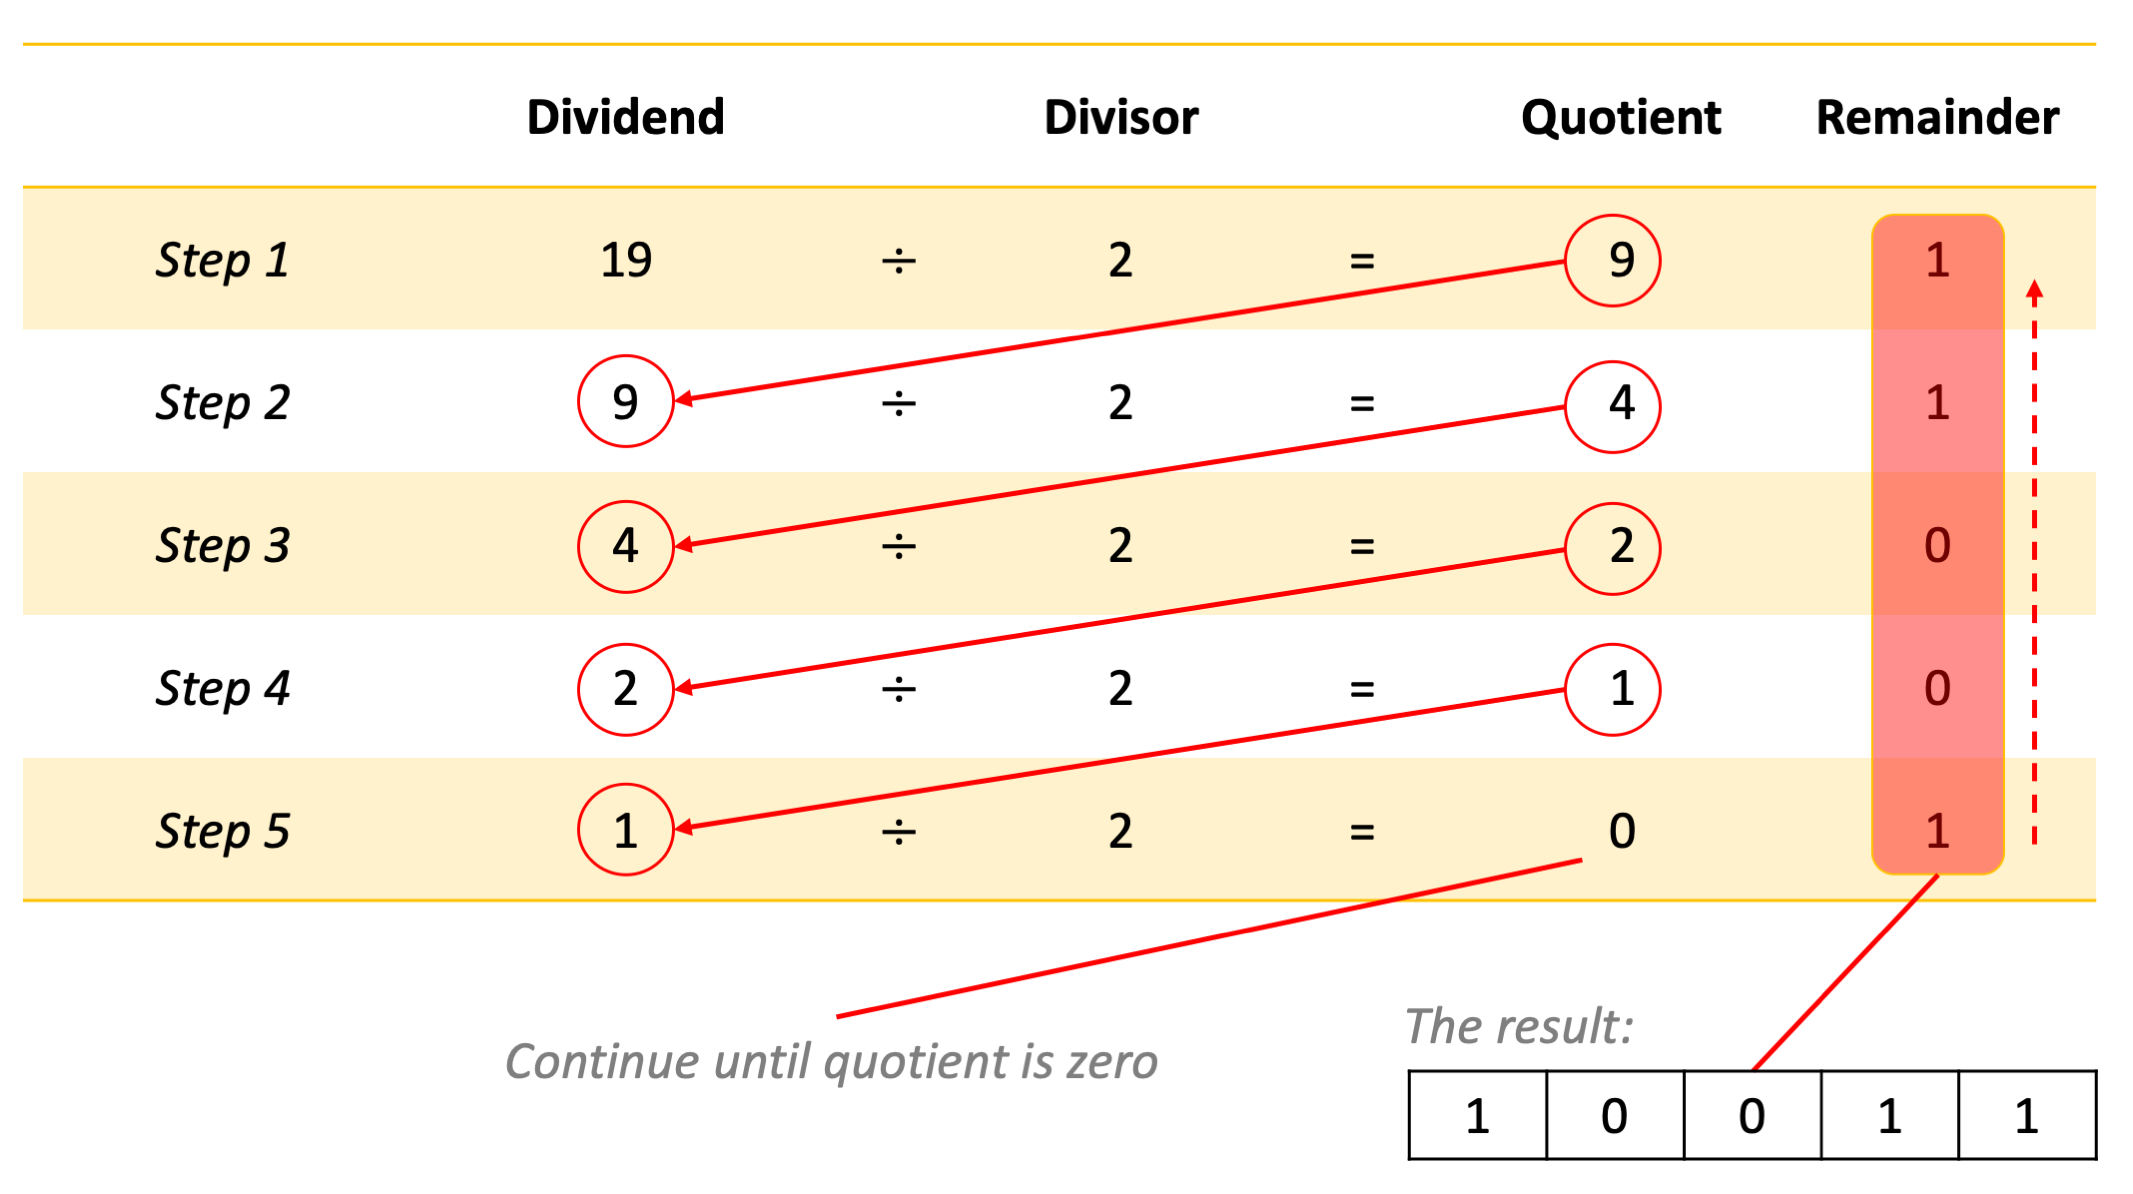 Dividend Divisor Quotient Remainder
Step 1 19 ÷ 2 = 9 1
Step 2 9 ÷ 2 = 4 1
Step 3 4 ÷ 2 = 2 0
Step 4 2 ÷ 2 = 1 0
Step 5 1 ÷ 2 = 0 1
Continue until quotient is zero
The result:
1 0 0 1 1